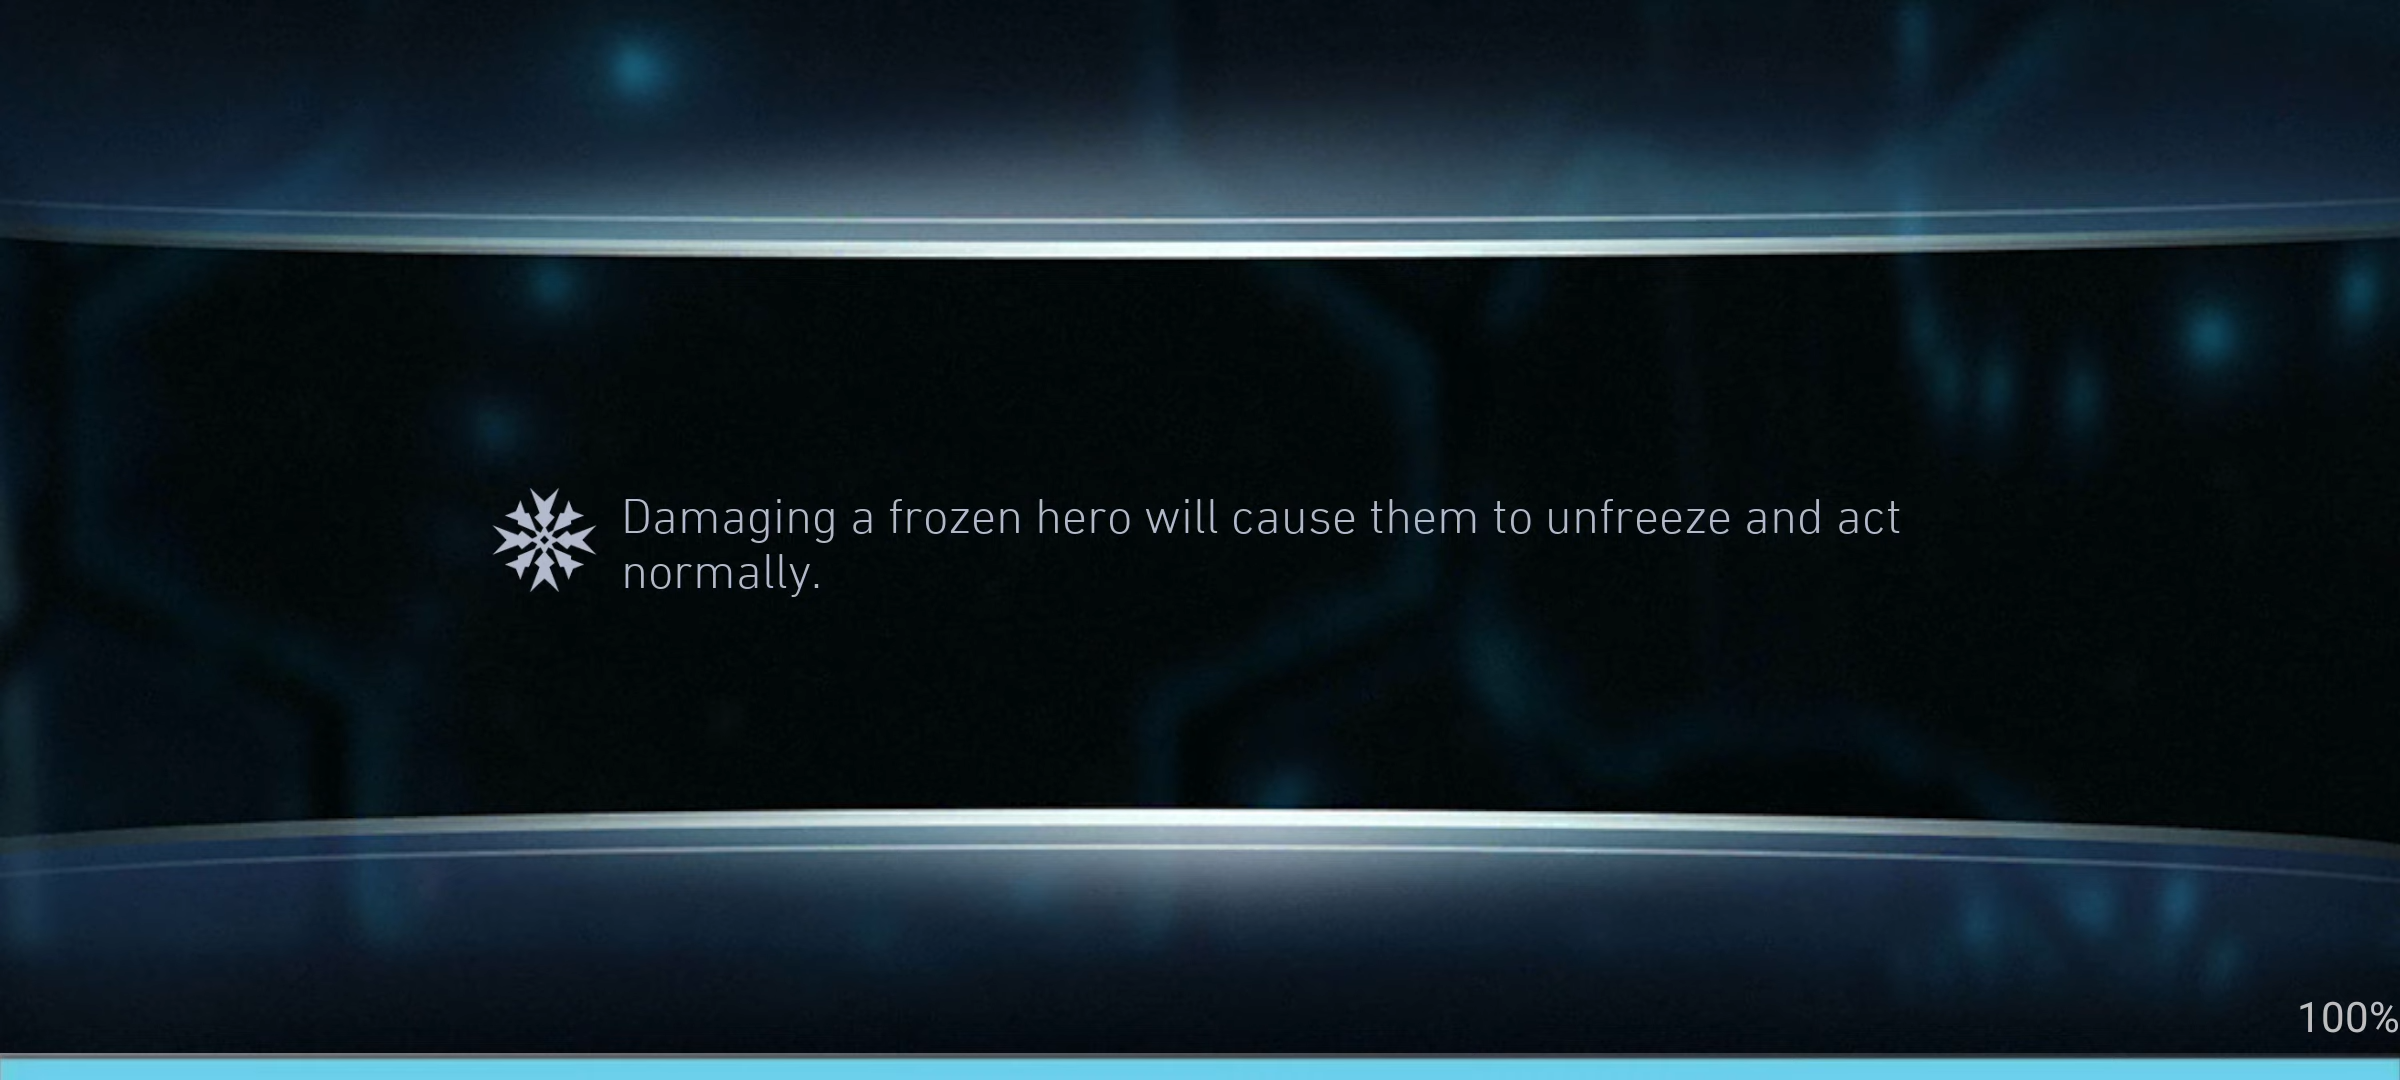 Damaging a frozen hero will cause them to unfreeze and act
normally.
100%